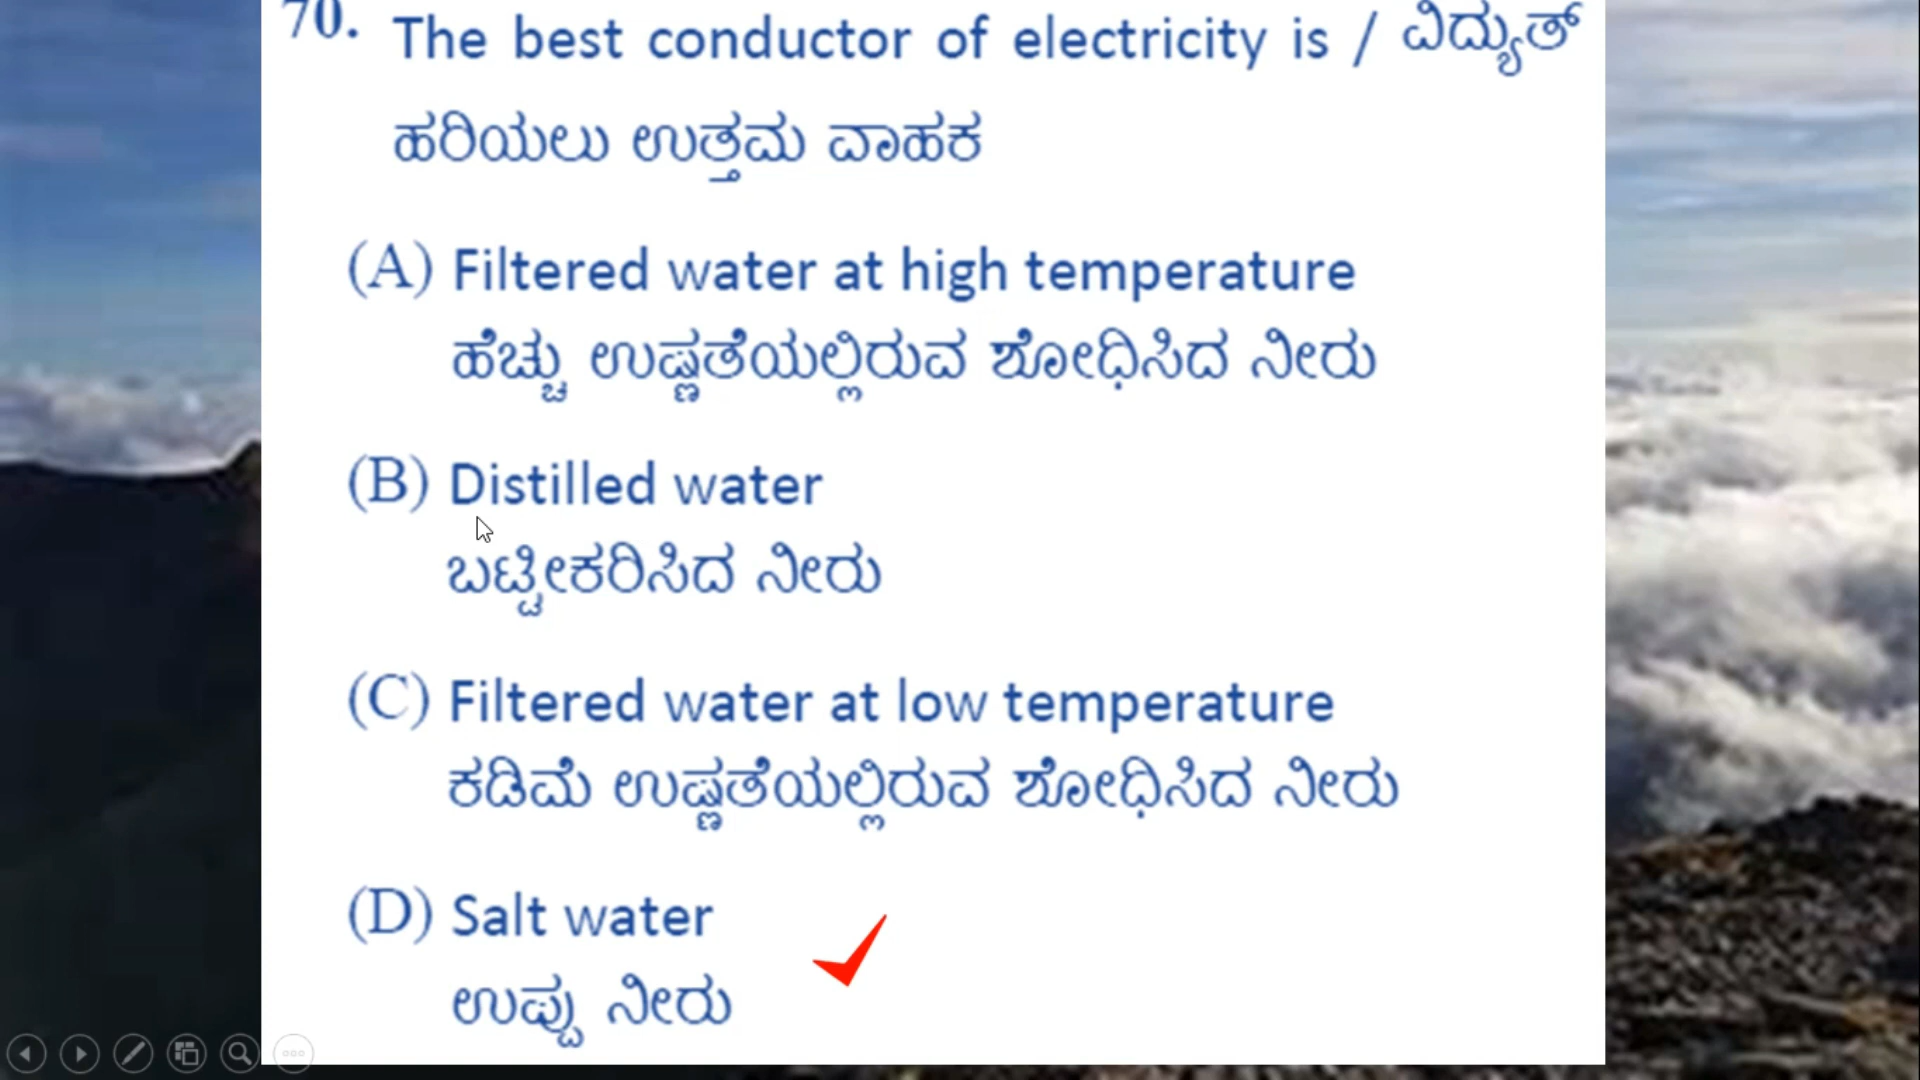 70. The best conductor of electricity is / ವಿದ್ಯುತ್
ಹರಿಯಲು ಉತ್ತಮ ವಾಹಕ
(A) Filtered water at high temperature
ಹೆಚ್ಚು ಉಷ್ಣತೆಯಲ್ಲಿರುವ ಶೋಧಿಸಿದ ನೀರು
(B) Distilled water
ಬಟ್ಟೀಕರಿಸಿದ ನೀರು
(C) Filtered water at low temperature
ಕಡಿಮೆ ಉಷ್ಣತೆಯಲ್ಲಿರುವ ಶೋಧಿಸಿದ ನೀರು
(D) Salt water
ಉಪ್ಪು ನೀರು